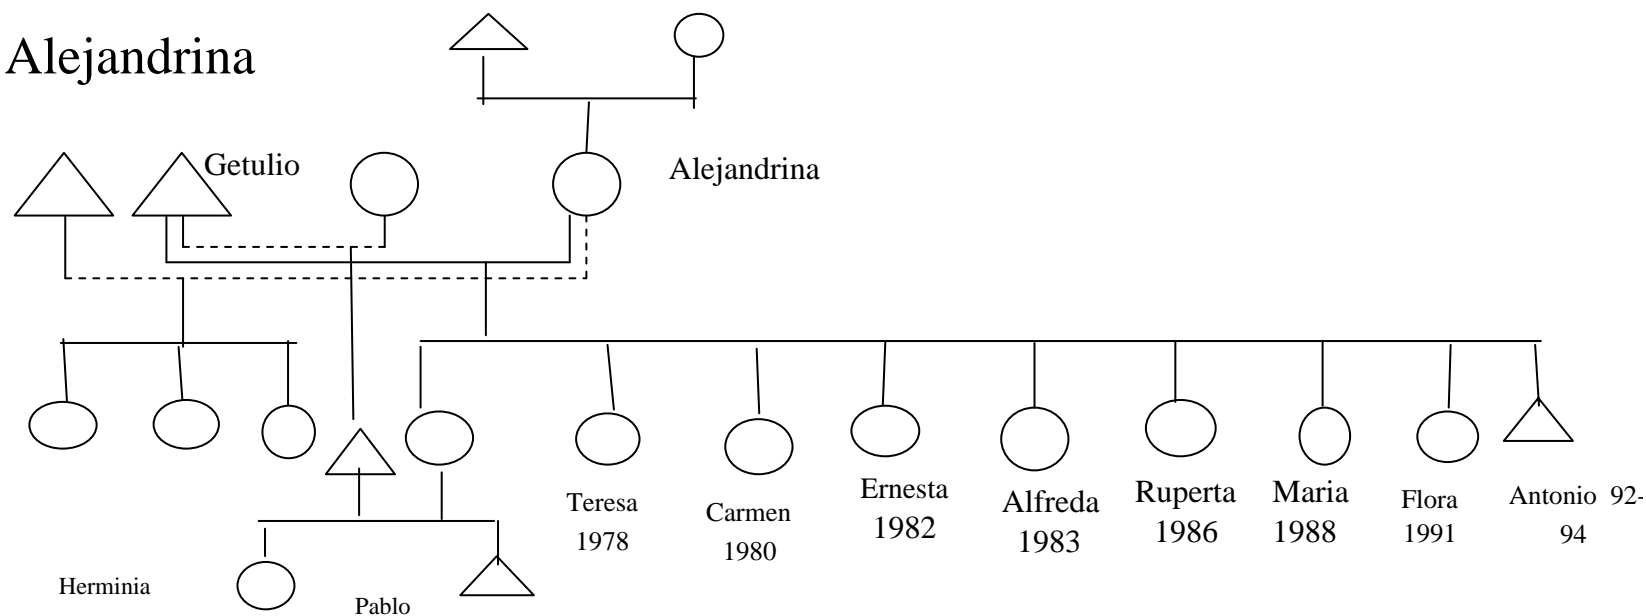 Alejandrina
Getulio
Alejandrina
Teresa
1978
Carmen
1980
Ernesta
1982
Alfreda
1983
Ruperta
1986
Maria
1988
Flora
1991
Antonio 92-
94
Herminia
Pablo